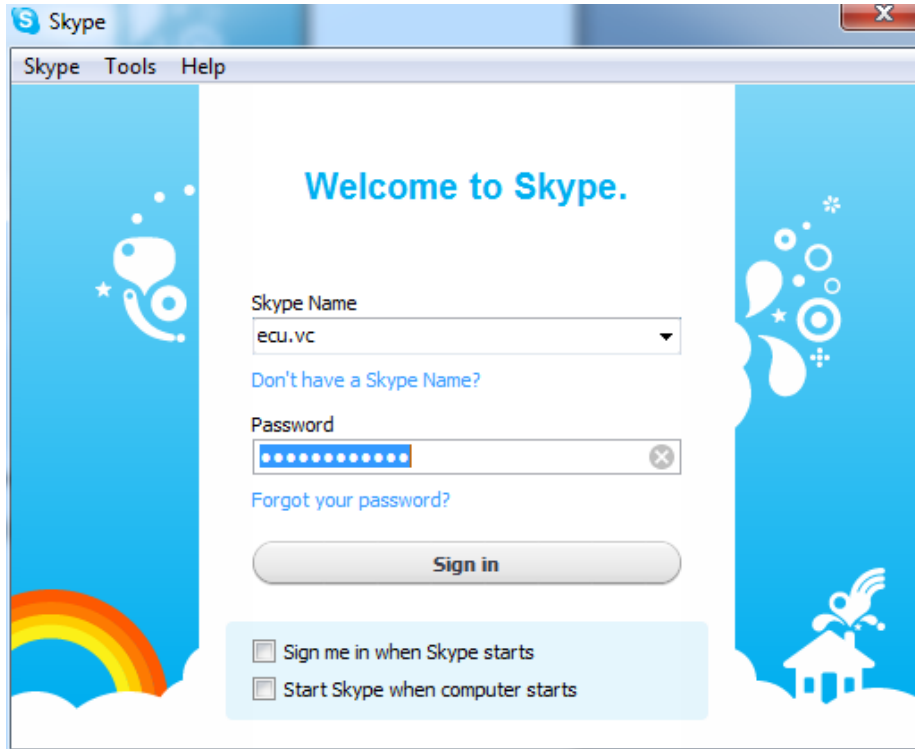 Skype
Skype Tools Help
Welcome to Skype.
Skype Name
ecu.vc
Don't have a Skype Name?
Password
••••••••••••
Forgot your password?
Sign in
Sign me in when Skype starts
Start Skype when computer starts